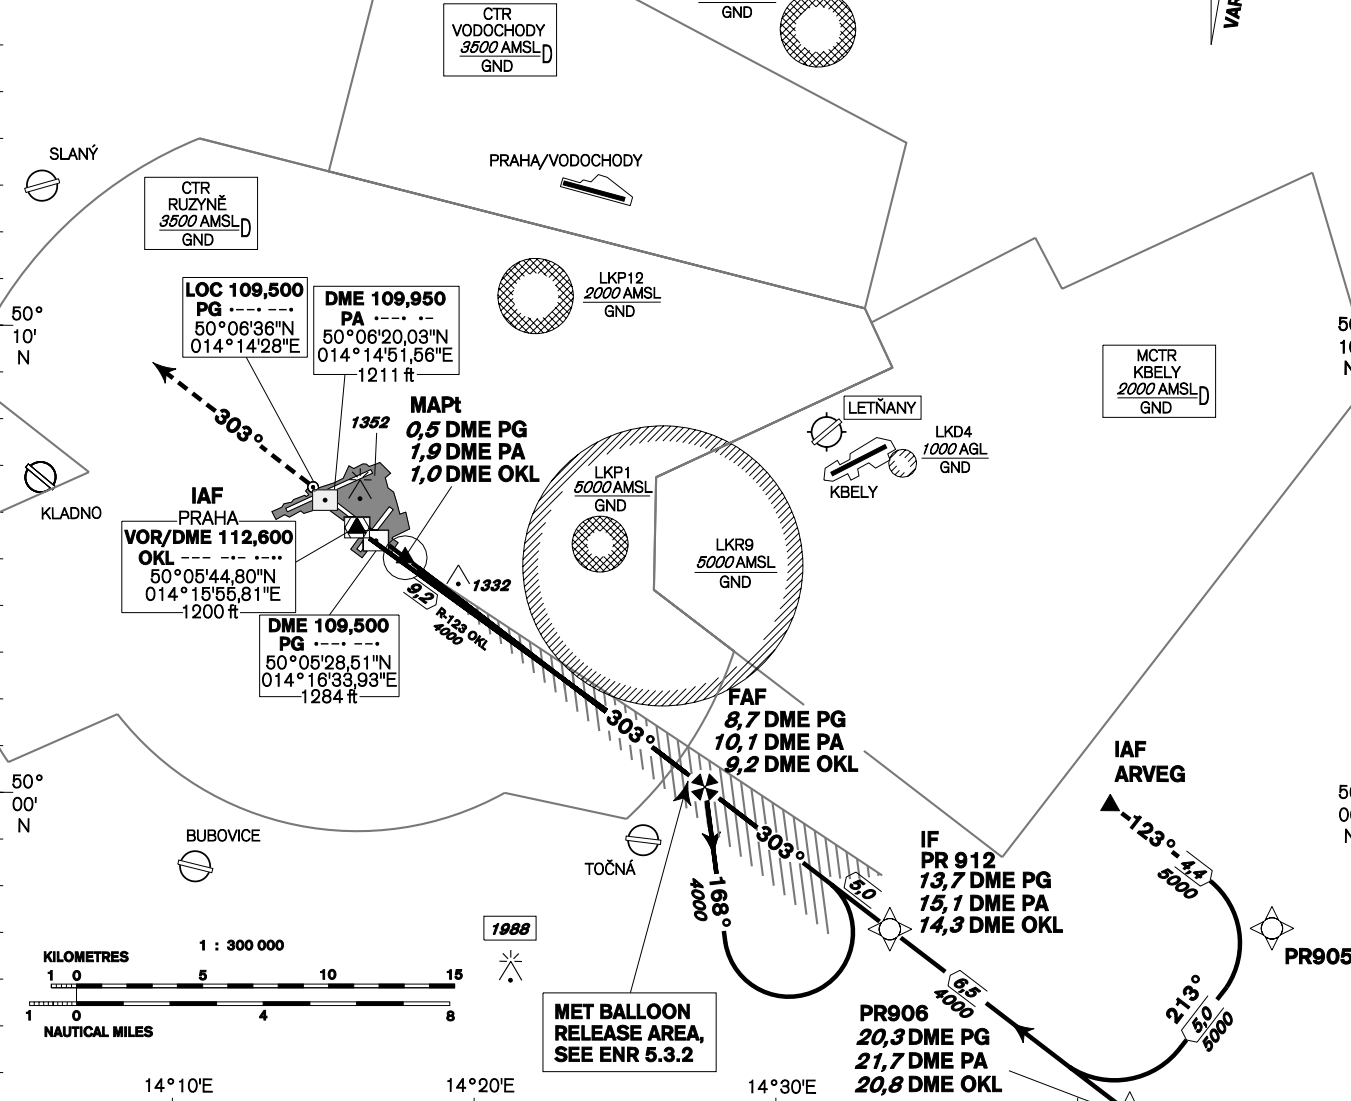 GND
VAR
CTR
VODOCHODY
3500 AMSL D
GND
SLANÝ
PRAHA/VODOCHODY
CTR
RUZYNĚ
3500 AMSL D
GND
LKP12
2000 AMSL
GND
LOC 109,500
PG ·--· --·
50°06'36"N
014°14'28"E
DME 109,950
PA ·--· ·-
50°06'20,03"N
014°14'51,56"E
1211 ft
50°
10'
N
MCTR
KBELY
2000 AMSL D
GND
303°
1352
MAPt
0,5 DME PG
1,9 DME PA
1,0 DME OKL
LETŇANY
LKD4
1000 AGL
GND
KBELY
LKP1
5000 AMSL
GND
LKR9
5000 AMSL
GND
KLADNO
IAF
PRAHA
VOR/DME 112,600
OKL --- -·- ·-··
50°05'44,80"N
014°15'55,81"E
1200 ft
1332
9,2
R-123 OKL
4000
DME 109,500
PG ·--· --·
50°05'28,51"N
014°16'33,93"E
1284 ft
303°
FAF
8,7 DME PG
10,1 DME PA
9,2 DME OKL
50°
00'
N
IAF
ARVEG
123°
4,4
5000
BUBOVICE
TOČNÁ
303°
168°
4000
5,0
IF
PR 912
13,7 DME PG
15,1 DME PA
14,3 DME OKL
PR905
1988
1 : 300 000
KILOMETRES
1 0 5 10 15
1 0 4 8
NAUTICAL MILES
6,5
4000
213°
5,0
5000
MET BALLOON
RELEASE AREA,
SEE ENR 5.3.2
PR906
20,3 DME PG
21,7 DME PA
20,8 DME OKL
14°10'E
14°20'E
14°30'E